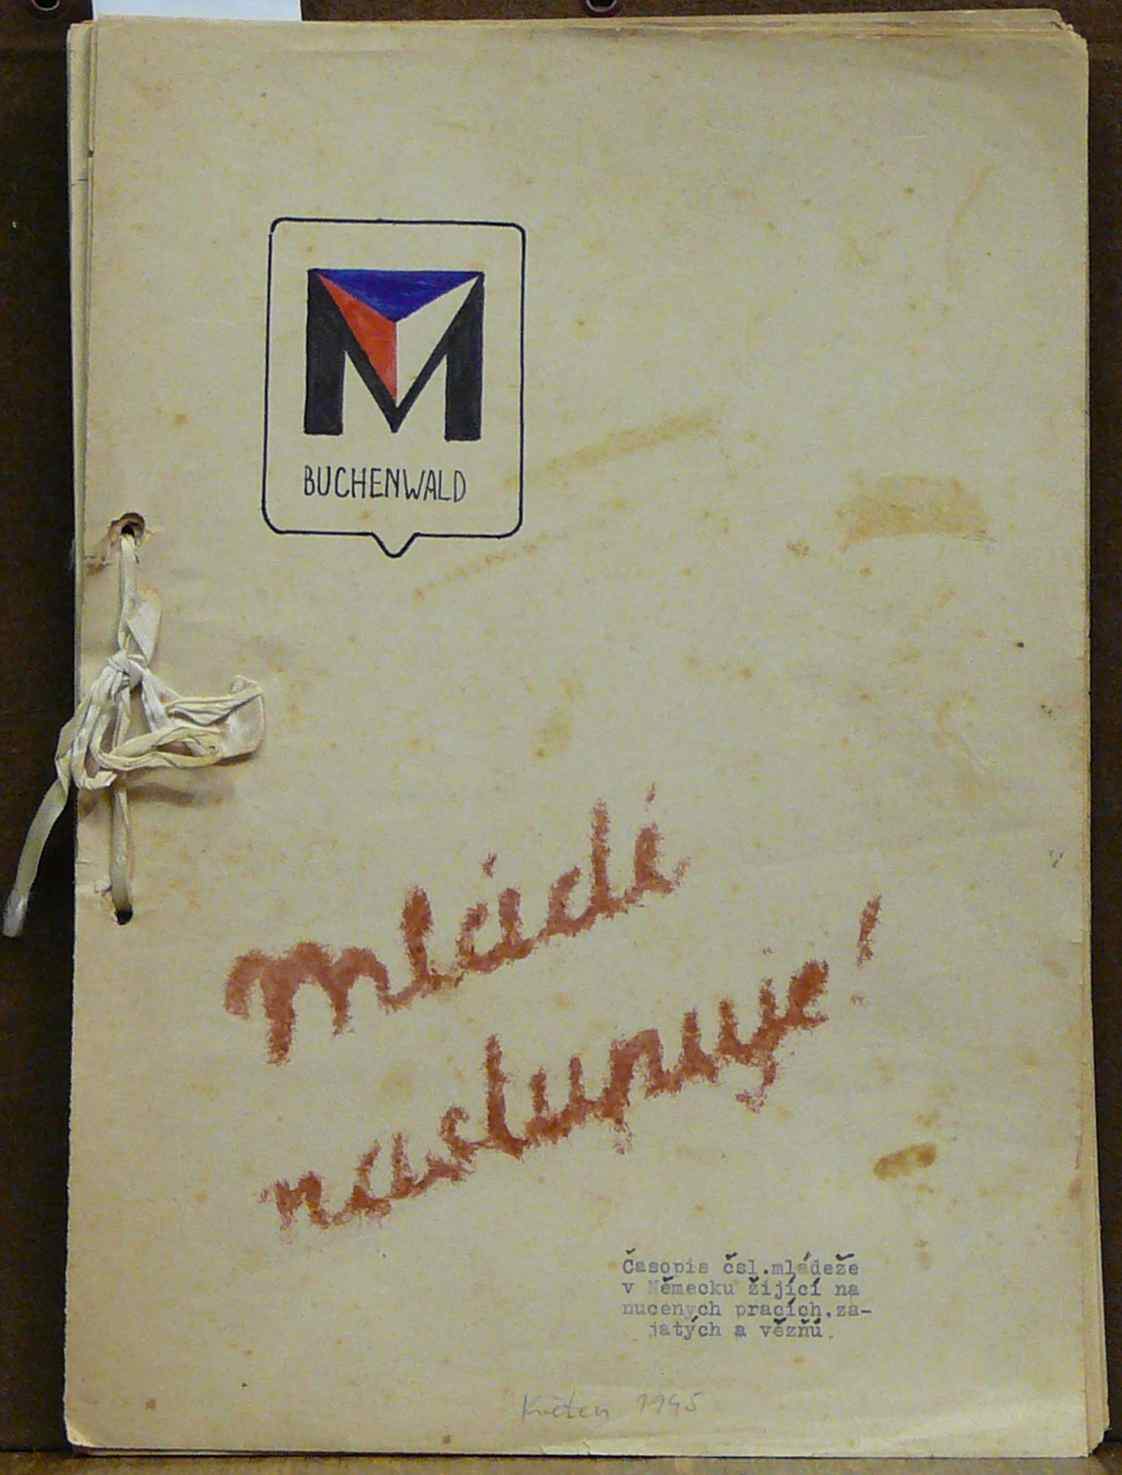 M
BUCHENWALD
mládí
nastupuje!
Časopis čsl.mládeže
v Německu žijící na
nucených pracích,za-
jatých a vězňů.
Květen 1945